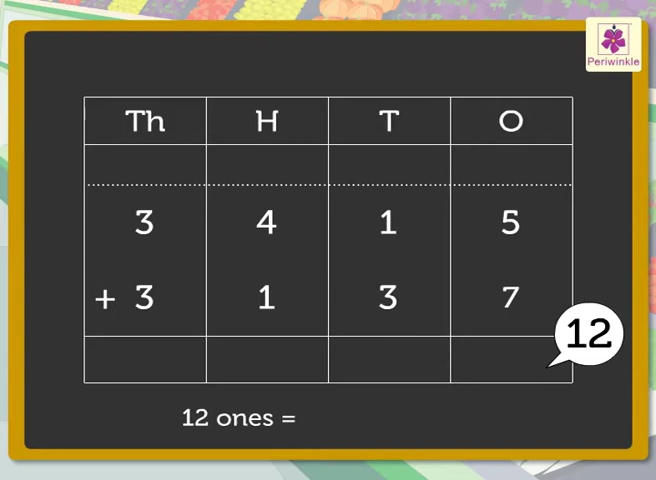 Periwinkle
Th H T O
3 4 1 5
+ 3 1 3 7
12
12 ones =